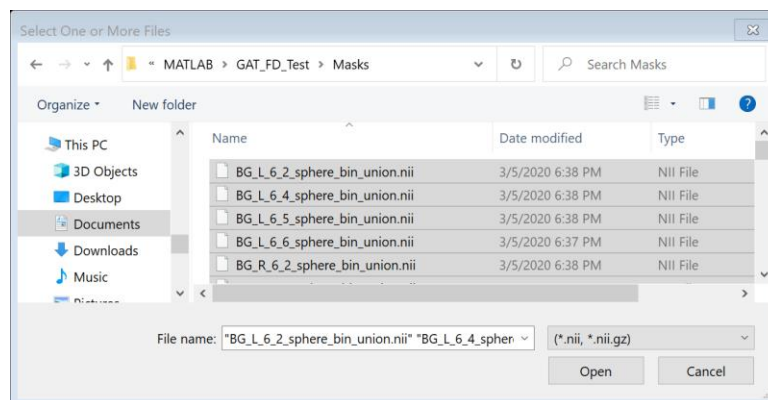 Select One or More Files
« MATLAB > GAT_FD_Test > Masks
Search Masks
Organize
New folder
This PC
3D Objects
Desktop
Documents
Downloads
Music
Name
Date modified
Type
BG_L_6_2_sphere_bin_union.nii 3/5/2020 6:38 PM NII File
BG_L_6_4_sphere_bin_union.nii 3/5/2020 6:38 PM NII File
BG_L_6_5_sphere_bin_union.nii 3/5/2020 6:38 PM NII File
BG_L_6_6_sphere_bin_union.nii 3/5/2020 6:37 PM NII File
BG_R_6_2_sphere_bin_union.nii 3/5/2020 6:38 PM NII File
File name: "BG_L_6_2_sphere_bin_union.nii" "BG_L_6_4_spher
(*.nii, *.nii.gz)
Open
Cancel